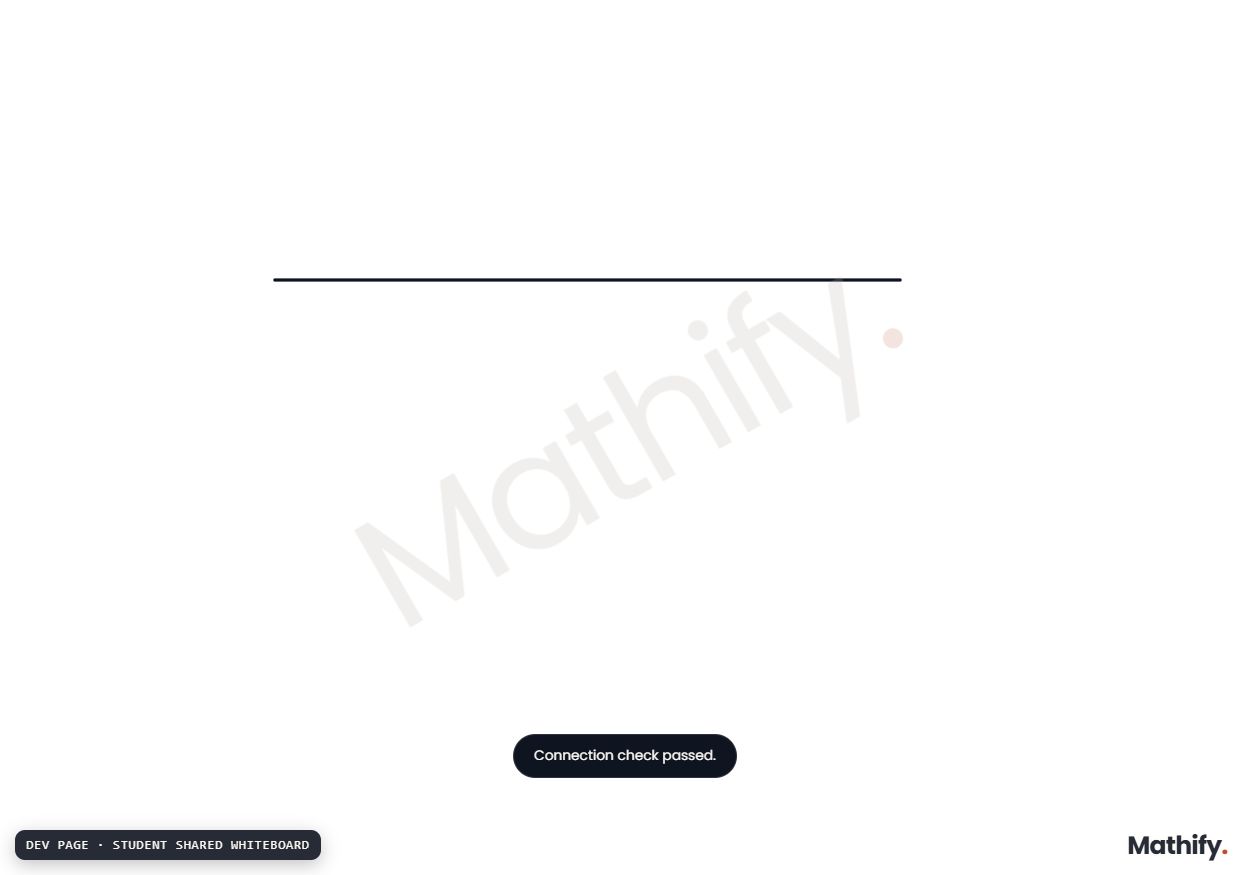 Mathify.
Connection check passed.
DEV PAGE · STUDENT SHARED WHITEBOARD
Mathify.